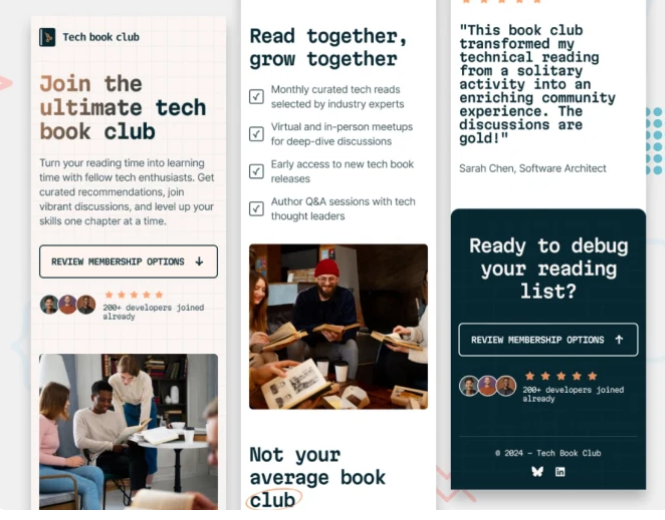 Tech book club
Join the
ultimate tech
book club
Turn your reading time into learning
time with fellow tech enthusiasts. Get
curated recommendations, join
vibrant discussions, and level up your
skills one chapter at a time.
REVIEW MEMBERSHIP OPTIONS ↓
200+ developers joined
already
Read together,
grow together
Monthly curated tech reads
selected by industry experts
Virtual and in-person meetups
for deep-dive discussions
Early access to new tech book
releases
Author Q&A sessions with tech
thought leaders
Not your
average book
club
"This book club
transformed my
technical reading
from a solitary
activity into an
enriching community
experience. The
discussions are
gold!"
Sarah Chen, Software Architect
Ready to debug
your reading
list?
REVIEW MEMBERSHIP OPTIONS ↑
200+ developers joined
already
© 2024 - Tech Book Club